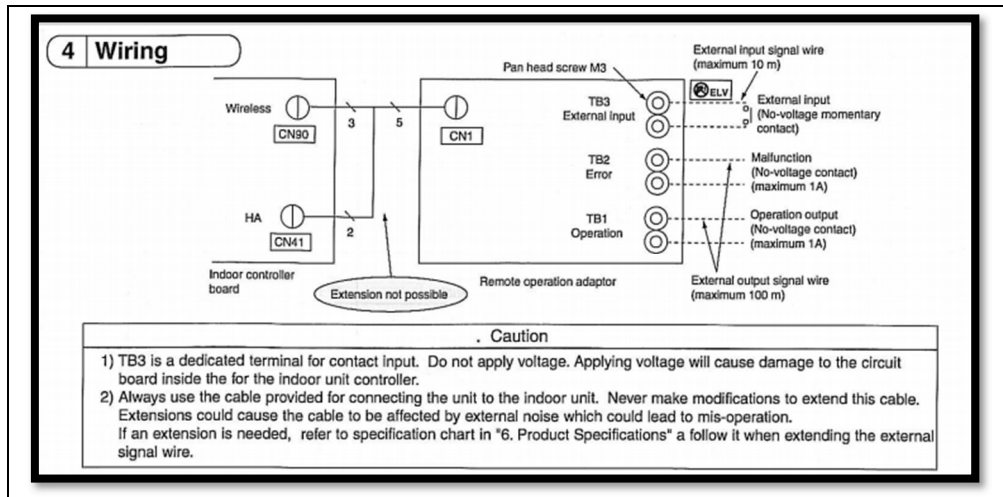 4 Wiring
Pan head screw M3
External input signal wire
(maximum 10 m)
ELV
Wireless
CN90
3
5
CN1
TB3
External Input
External input
(No-voltage momentary
contact)
TB2
Error
Malfunction
(No-voltage contact)
(maximum 1A)
HA
CN41
2
TB1
Operation
Operation output
(No-voltage contact)
(maximum 1A)
Indoor controller
board
Extension not possible
Remote operation adaptor
External output signal wire
(maximum 100 m)
. Caution
1) TB3 is a dedicated terminal for contact input. Do not apply voltage. Applying voltage will cause damage to the circuit
board inside the for the indoor unit controller.
2) Always use the cable provided for connecting the unit to the indoor unit. Never make modifications to extend this cable.
Extensions could cause the cable to be affected by external noise which could lead to mis-operation.
If an extension is needed, refer to specification chart in "6. Product Specifications" a follow it when extending the external
signal wire.